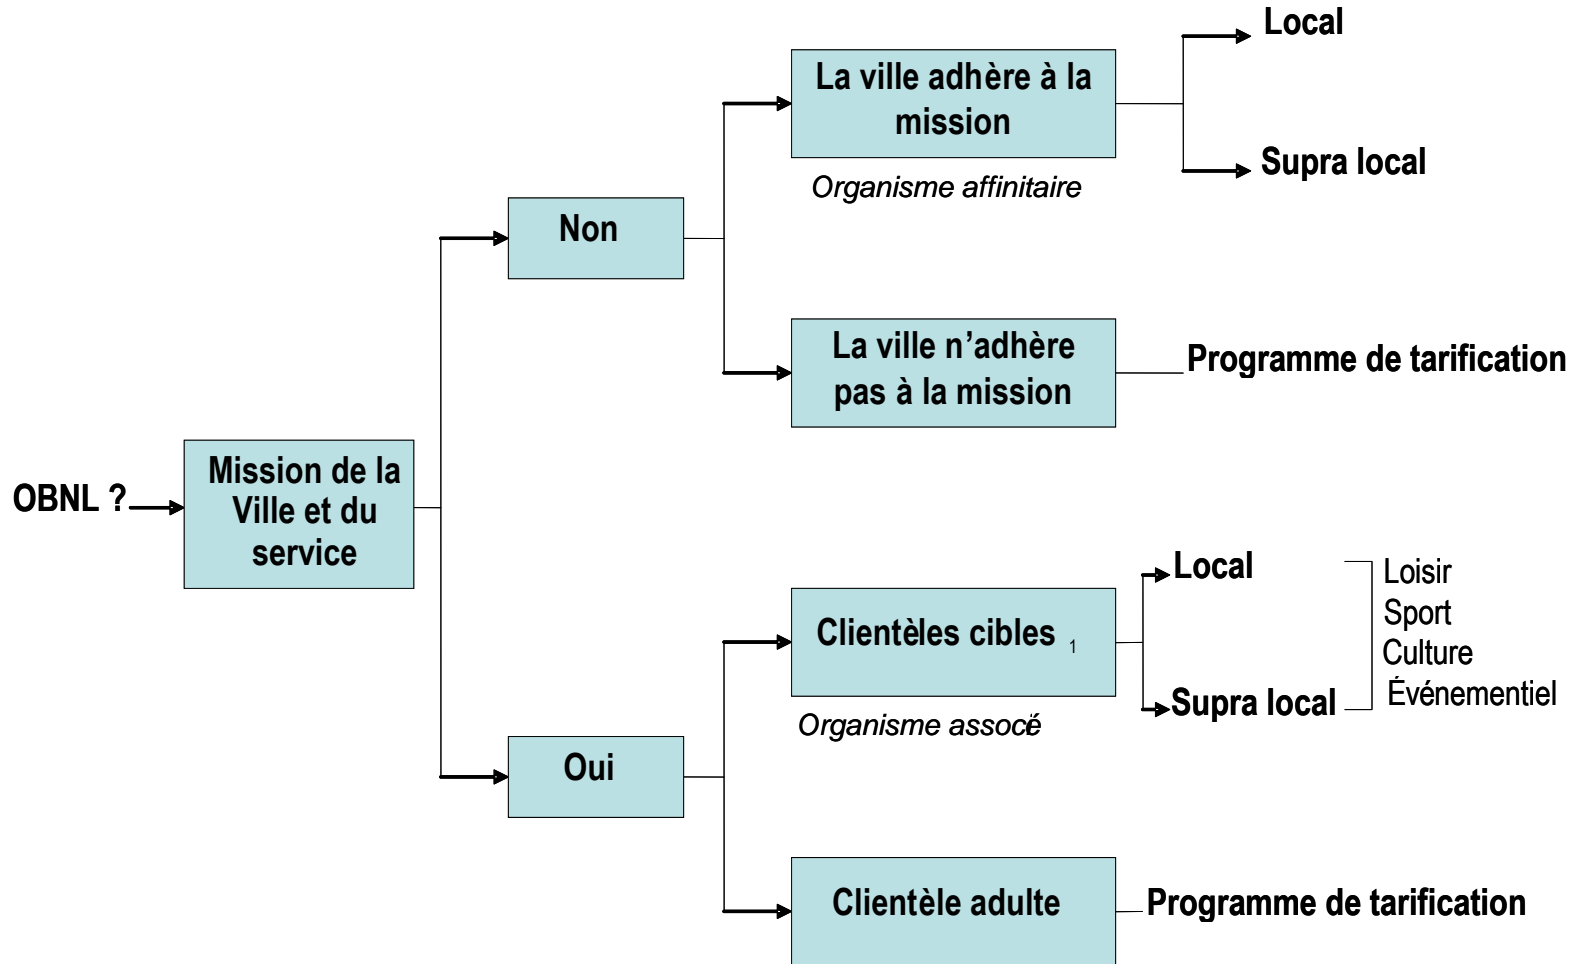 Local
La ville adhère à la
mission
Supra local
Organisme affinitaire
Non
La ville n’adhère
pas à la mission
Programme de tarification
OBNL ?
Mission de la
Ville et du
service
Local
Clientèles cibles 1
Supra local
Loisir
Sport
Culture
Événementiel
Organisme associé
Oui
Clientèle adulte
Programme de tarification